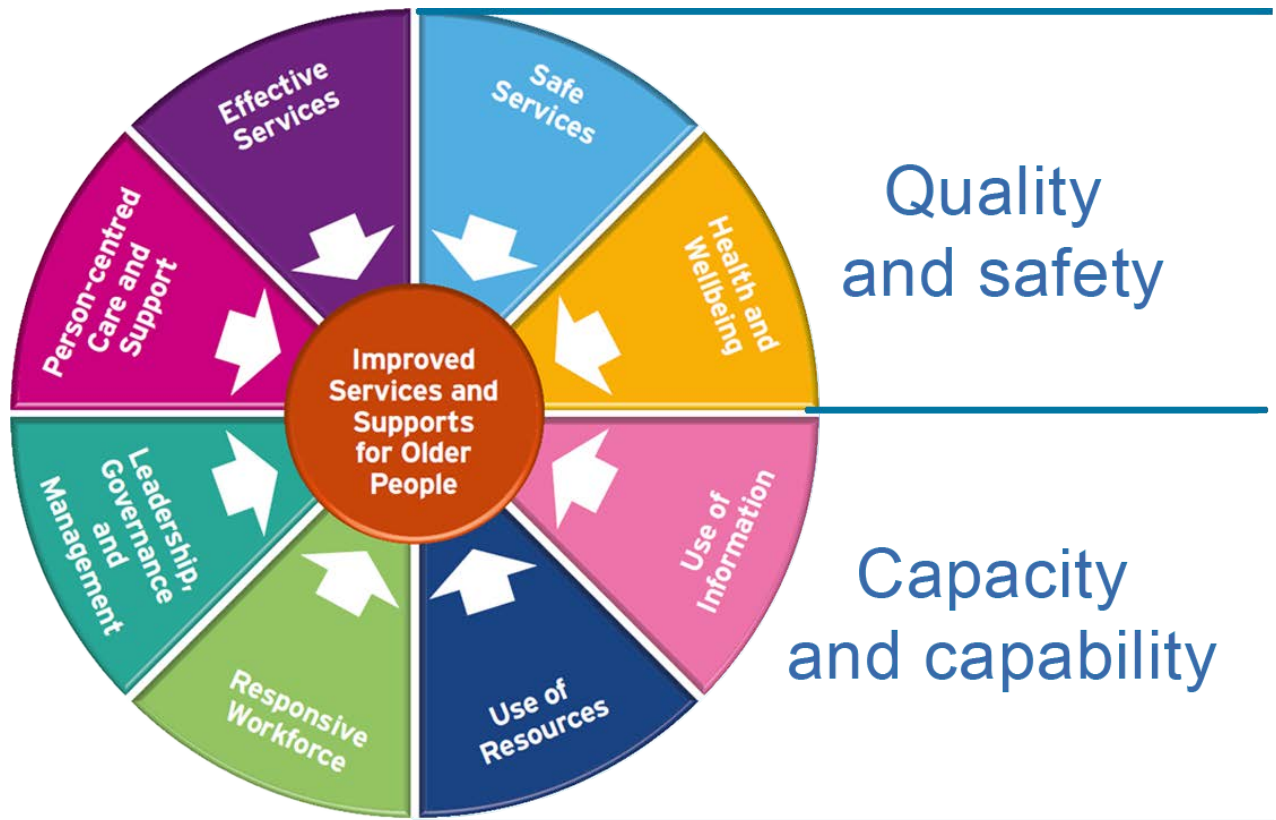 Effective
Services
Safe
Services
Person-centred
Care and
Support
Health and
Wellbeing
Quality
and safety
Improved
Services and
Supports
for Older
People
Leadership,
Governance
and
Management
Use of
Information
Responsive
Workforce
Use of
Resources
Capacity
and capability